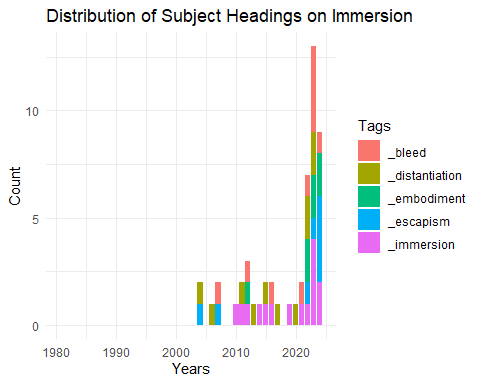 Distribution of Subject Headings on Immersion
Count
10
5
0
1980 1990 2000 2010 2020
Years
Tags
_bleed
_distantiation
_embodiment
_escapism
_immersion